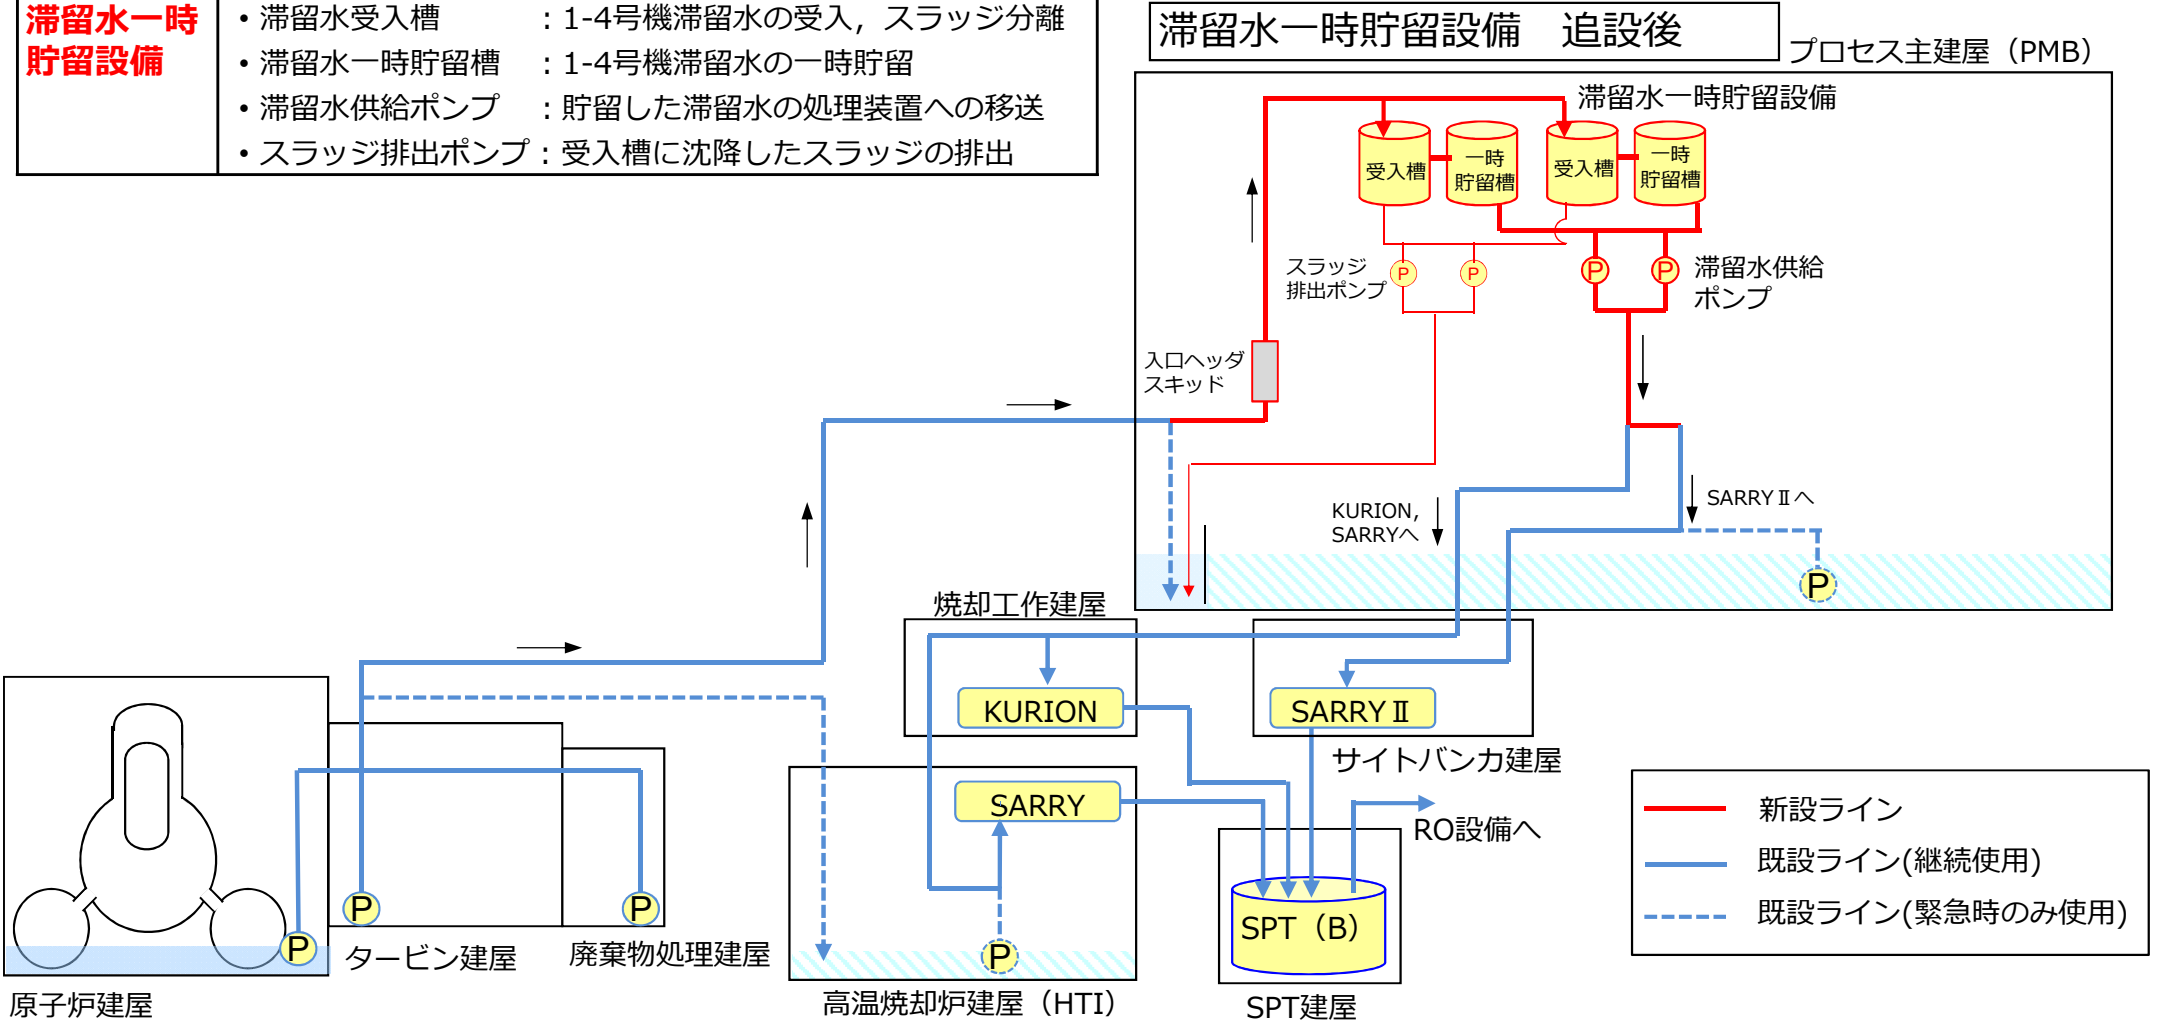 滞留水一時
貯留設備
・滞留水受入槽　　　：1-4号機滞留水の受入，スラッジ分離
・滞留水一時貯留槽　：1-4号機滞留水の一時貯留
・滞留水供給ポンプ　：貯留した滞留水の処理装置への移送
・スラッジ排出ポンプ：受入槽に沈降したスラッジの排出
滞留水一時貯留設備　追設後
プロセス主建屋（PMB）
滞留水一時貯留設備
受入槽
一時
貯留槽
受入槽
一時
貯留槽
スラッジ
排出ポンプ
P
P
P
P
滞留水供給
ポンプ
入口ヘッダ
スキッド
KURION,
SARRYへ
SARRYⅡへ
P
焼却工作建屋
KURION
SARRYⅡ
サイトバンカ建屋
SARRY
P
高温焼却炉建屋（HTI）
RO設備へ
SPT（B）
SPT建屋
P
P
P
タービン建屋
廃棄物処理建屋
原子炉建屋
新設ライン
既設ライン(継続使用)
既設ライン(緊急時のみ使用)